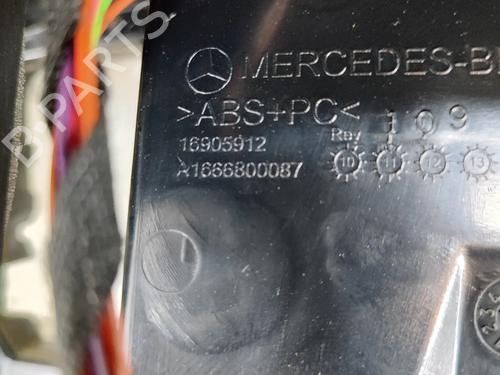 MERCEDES-B
>ABS+PC<
Rev 109
16905912
10 11 12 13
A1666800087
B-PARTS